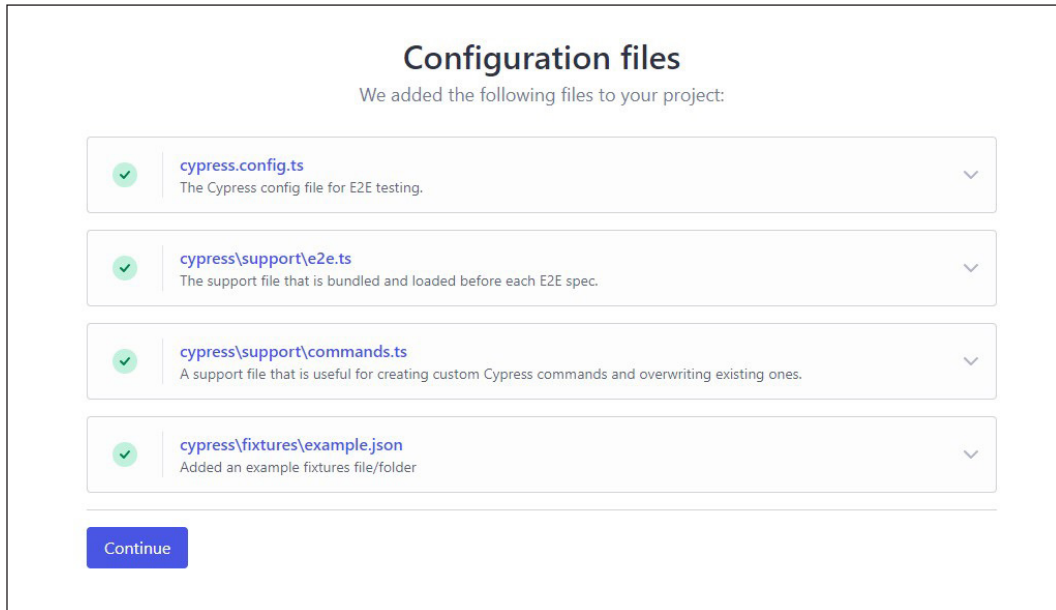 Configuration files
We added the following files to your project:
cypress.config.ts
The Cypress config file for E2E testing.
cypress\support\e2e.ts
The support file that is bundled and loaded before each E2E spec.
cypress\support\commands.ts
A support file that is useful for creating custom Cypress commands and overwriting existing ones.
cypress\fixtures\example.json
Added an example fixtures file/folder
Continue